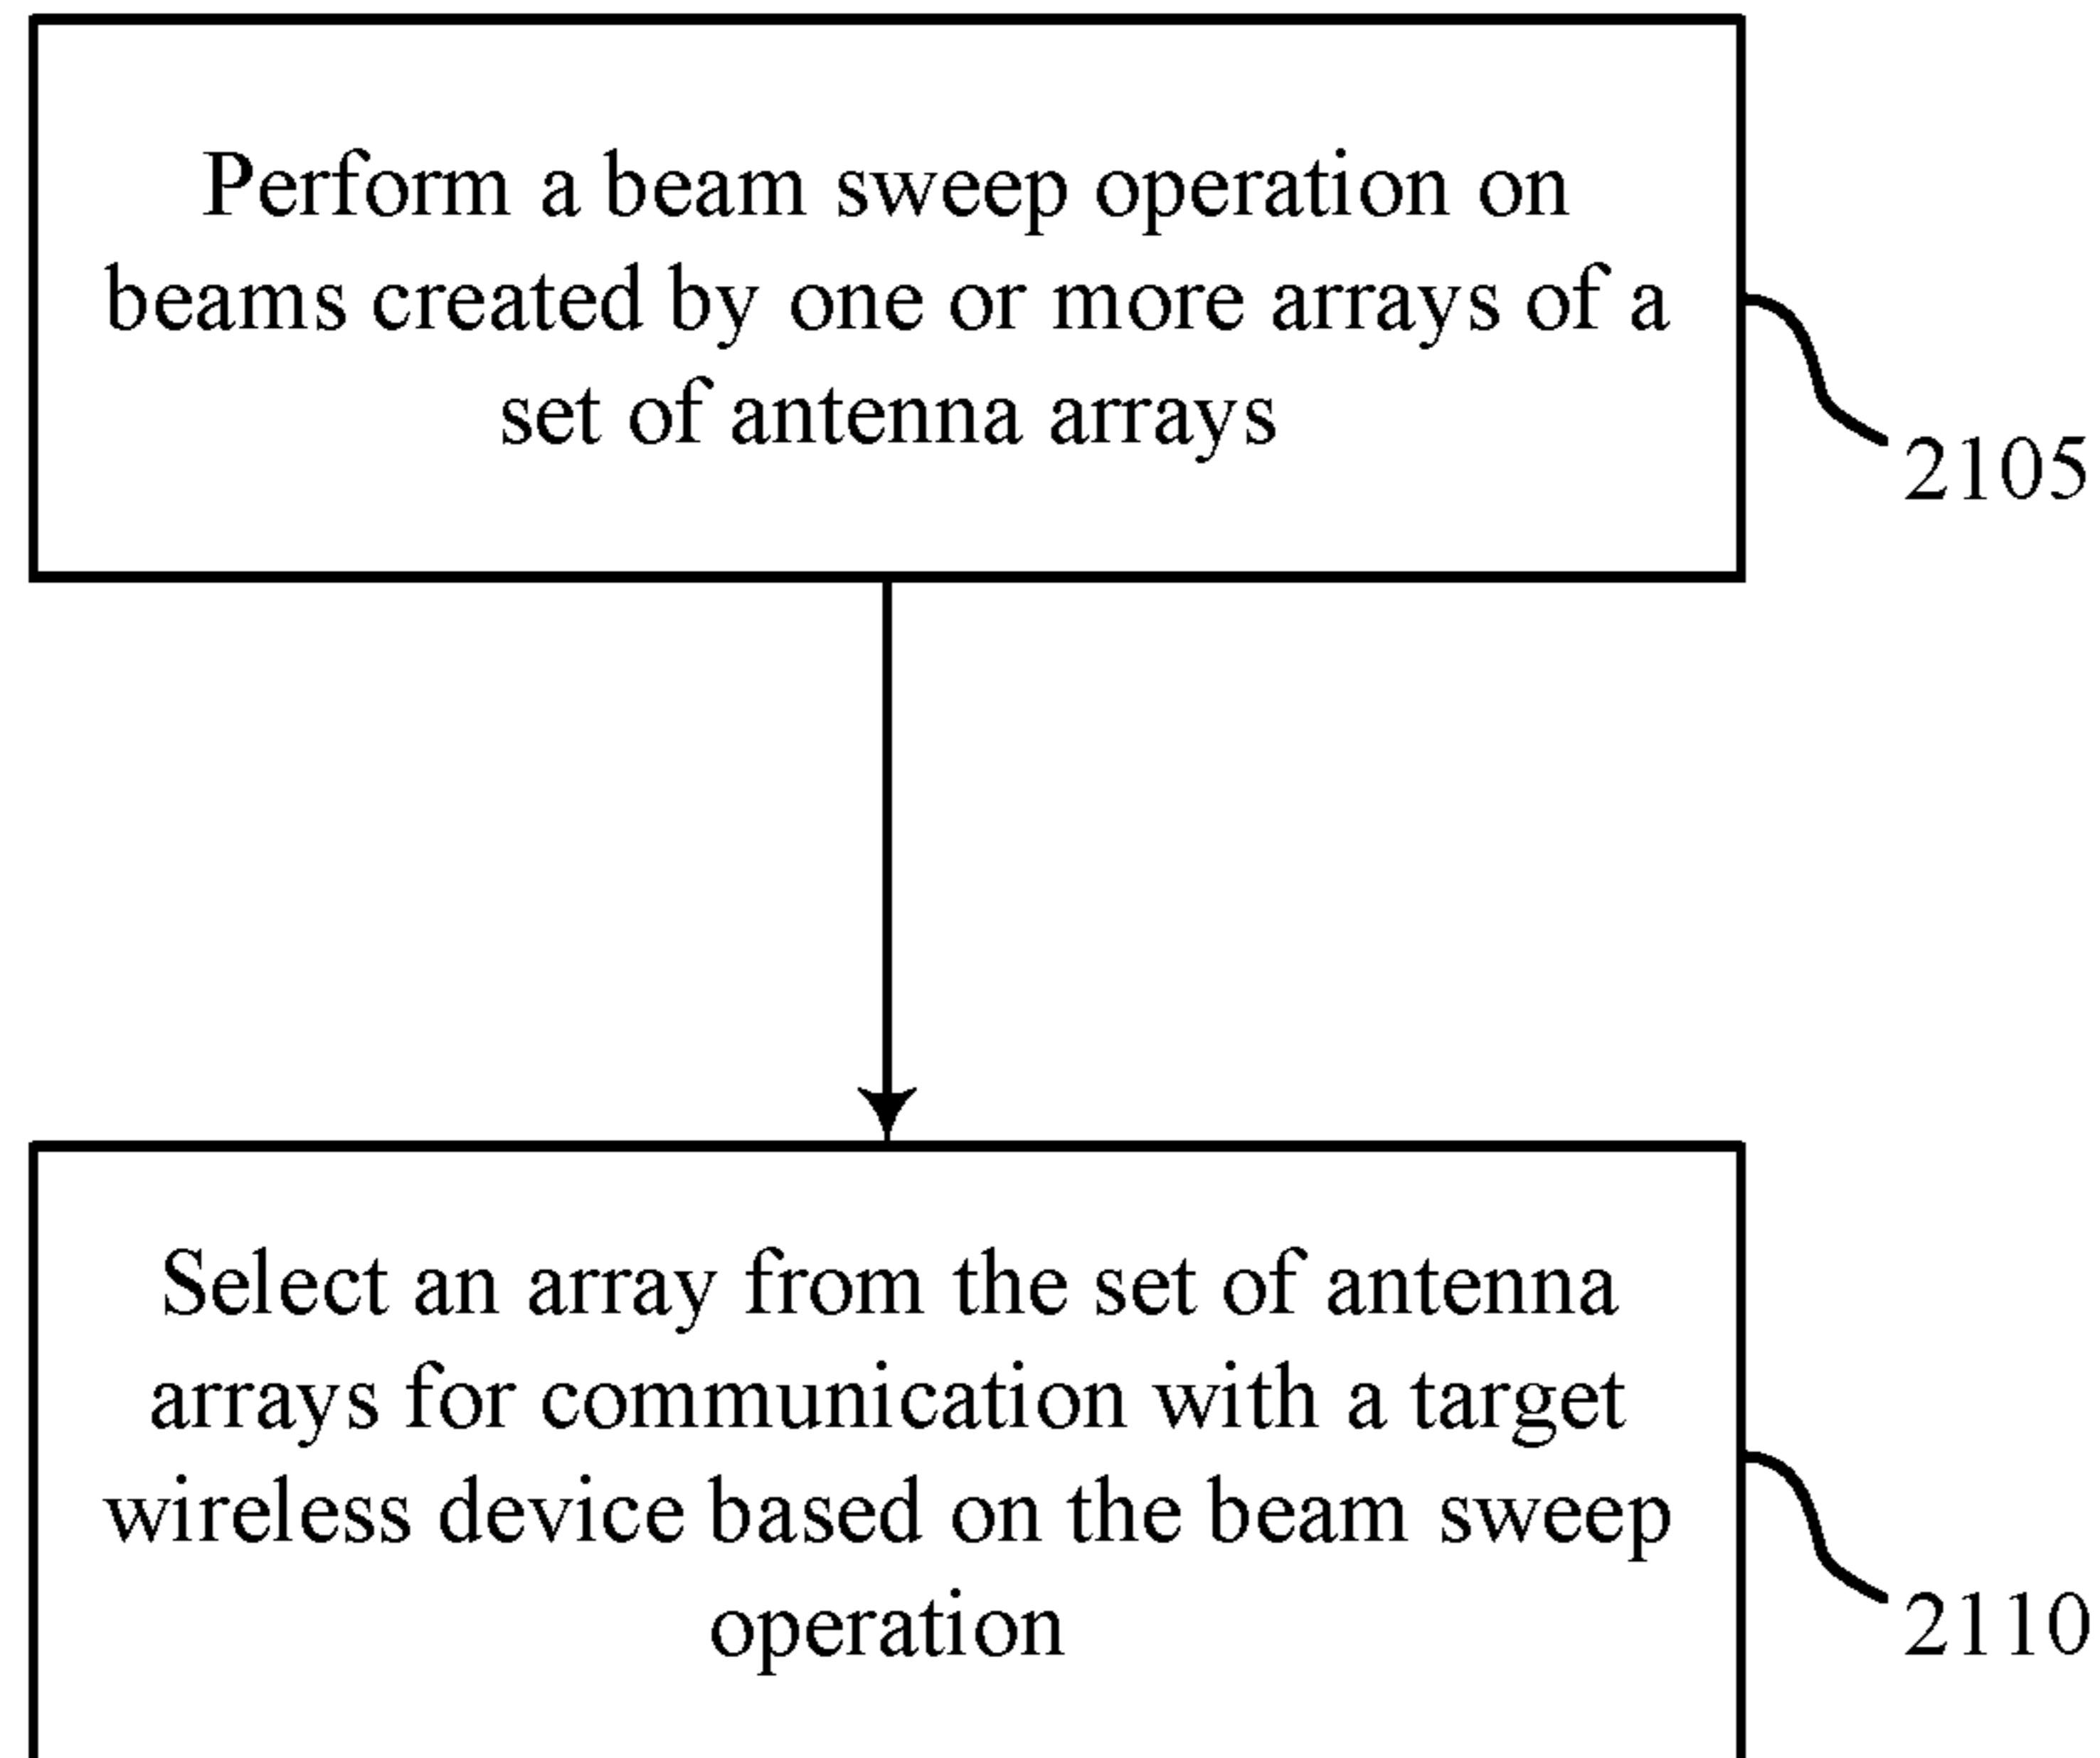 Perform a beam sweep operation on
beams created by one or more arrays of a
set of antenna arrays
2105
Select an array from the set of antenna
arrays for communication with a target
wireless device based on the beam sweep
operation
2110